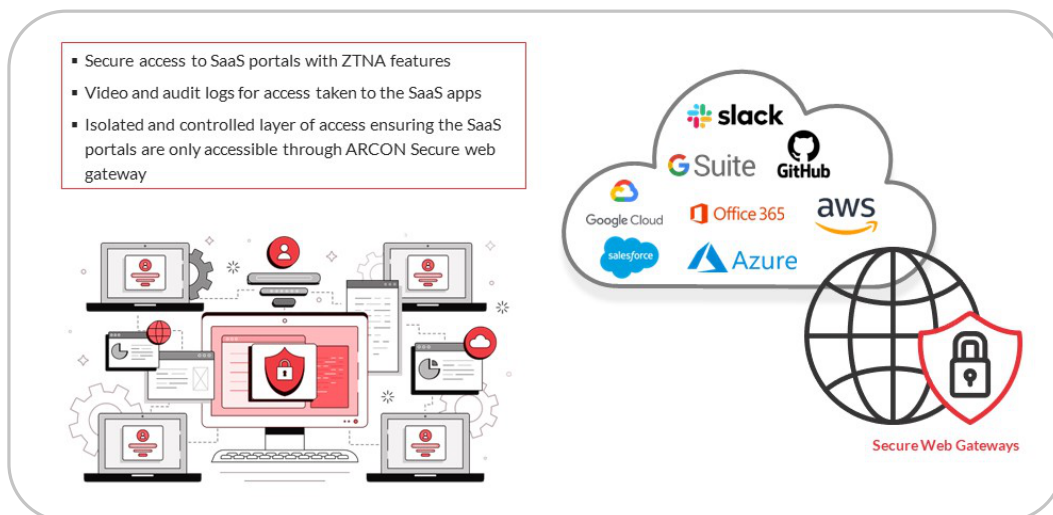 ▪ Secure access to SaaS portals with ZTNA features
▪ Video and audit logs for access taken to the SaaS apps
▪ Isolated and controlled layer of access ensuring the SaaS
portals are only accessible through ARCON Secure web
gateway
slack
G Suite
GitHub
Google Cloud
Office 365
aws
salesforce
Azure
Secure Web Gateways